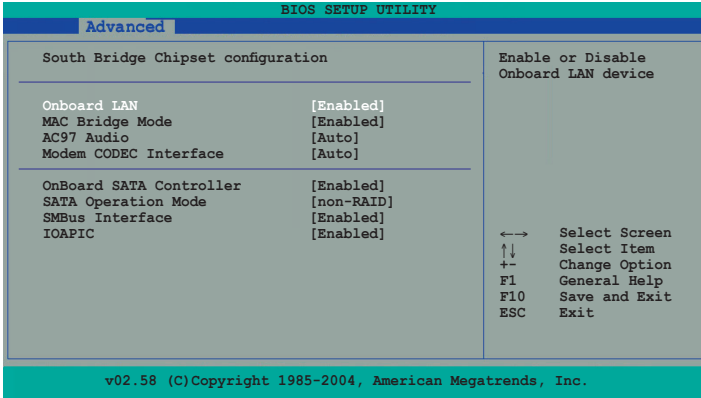 BIOS SETUP UTILITY
Advanced
South Bridge Chipset configuration
Onboard LAN [Enabled]
MAC Bridge Mode [Enabled]
AC97 Audio [Auto]
Modem CODEC Interface [Auto]
OnBoard SATA Controller [Enabled]
SATA Operation Mode [non-RAID]
SMBus Interface [Enabled]
IOAPIC [Enabled]
Enable or Disable
Onboard LAN device
←→ Select Screen
↑↓ Select Item
+- Change Option
F1 General Help
F10 Save and Exit
ESC Exit
v02.58 (C)Copyright 1985-2004, American Megatrends, Inc.